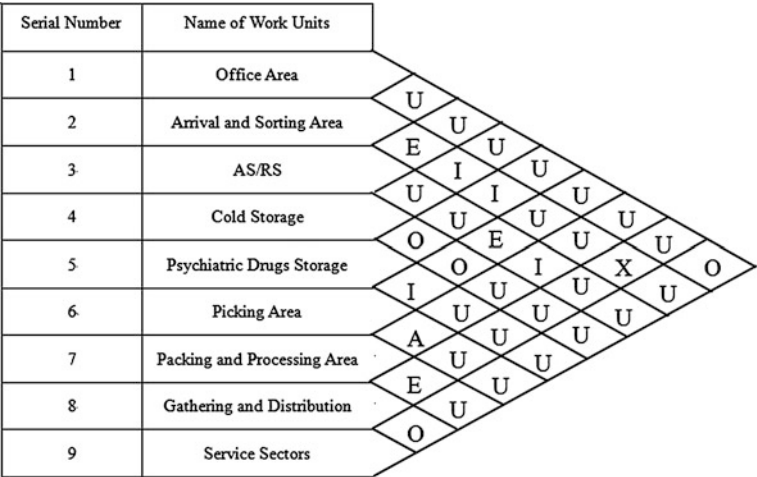 Serial Number Name of Work Units
1 Office Area
U
2 Arrival and Sorting Area U
E U
3 AS/RS I U
U I U
4 Cold Storage U U U
O E U U
5 Psychiatric Drugs Storage O I X O
I U U U
6 Picking Area U U U
A U U
7 Packing and Processing Area U U
E U
8 Gathering and Distribution U
O
9 Service Sectors